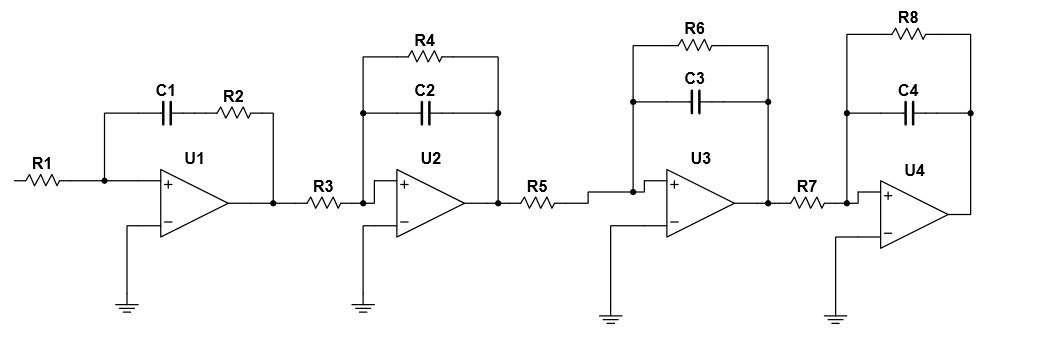 R8
R6
R4
C1
R2
C2
C3
C4
R1
U1
U2
U3
U4
R3
R5
R7
+
−
+
−
+
−
+
−